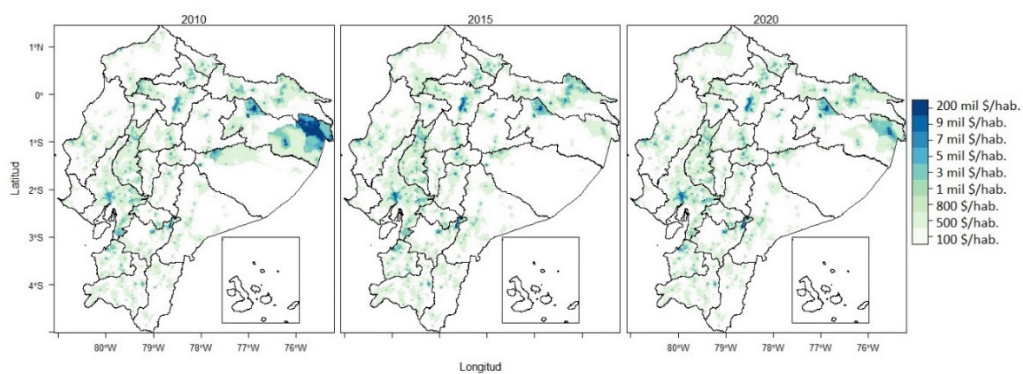 2010
2015
2020
1°N
0°
1°S
2°S
3°S
4°S
Latitud
80°W 79°W 78°W 77°W 76°W
80°W 79°W 78°W 77°W 76°W
Longitud
200 mil $/hab.
9 mil $/hab.
7 mil $/hab.
5 mil $/hab.
3 mil $/hab.
1 mil $/hab.
800 $/hab.
500 $/hab.
100 $/hab.